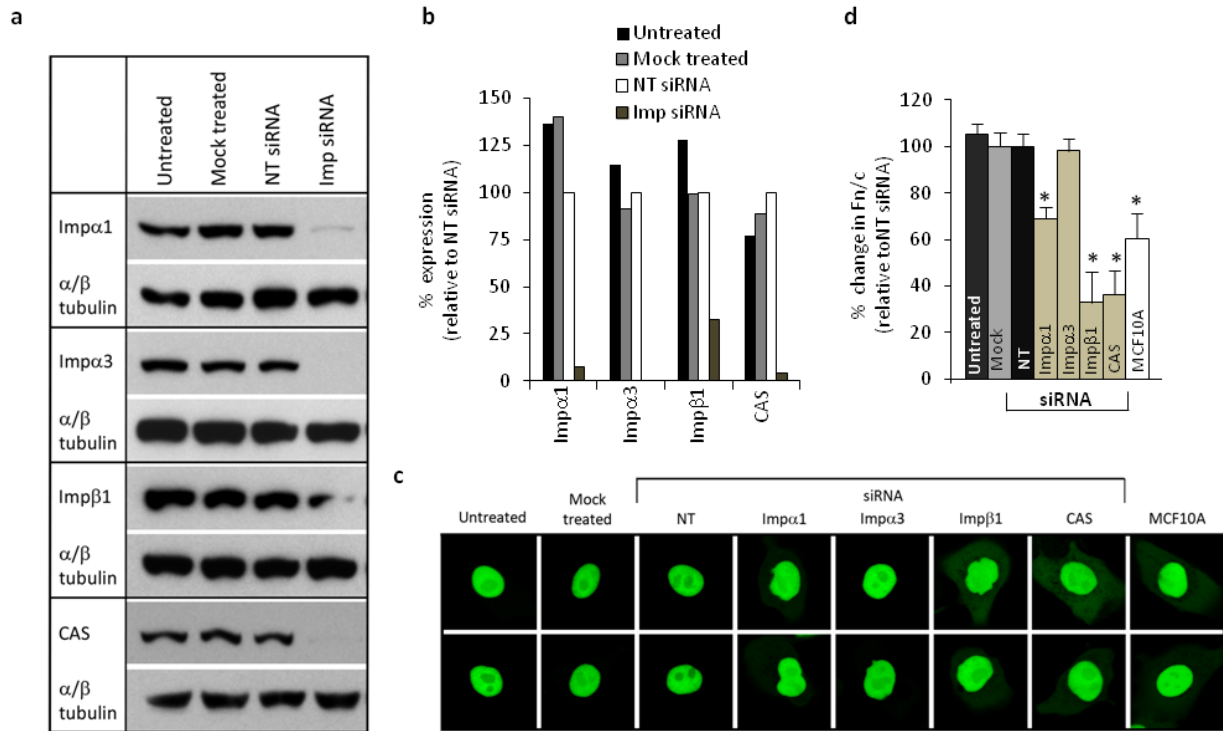 a
Untreated
Mock treated
NT siRNA
Imp siRNA
Impα1
α/β
tubulin
Impα3
α/β
tubulin
Impβ1
α/β
tubulin
CAS
α/β
tubulin
b
Untreated
Mock treated
NT siRNA
Imp siRNA
% expression
(relative to NT siRNA)
150
125
100
75
50
25
0
Impα1
Impα3
Impβ1
CAS
d
% change in Fn/c
(relative toNT siRNA)
120
100
80
60
40
20
0
* * * *
Untreated
Mock
NT
Impα1
Impα3
Impβ1
CAS
MCF10A
siRNA
c
siRNA
Untreated
Mock
treated
NT
Impα1
Impα3
Impβ1
CAS
MCF10A